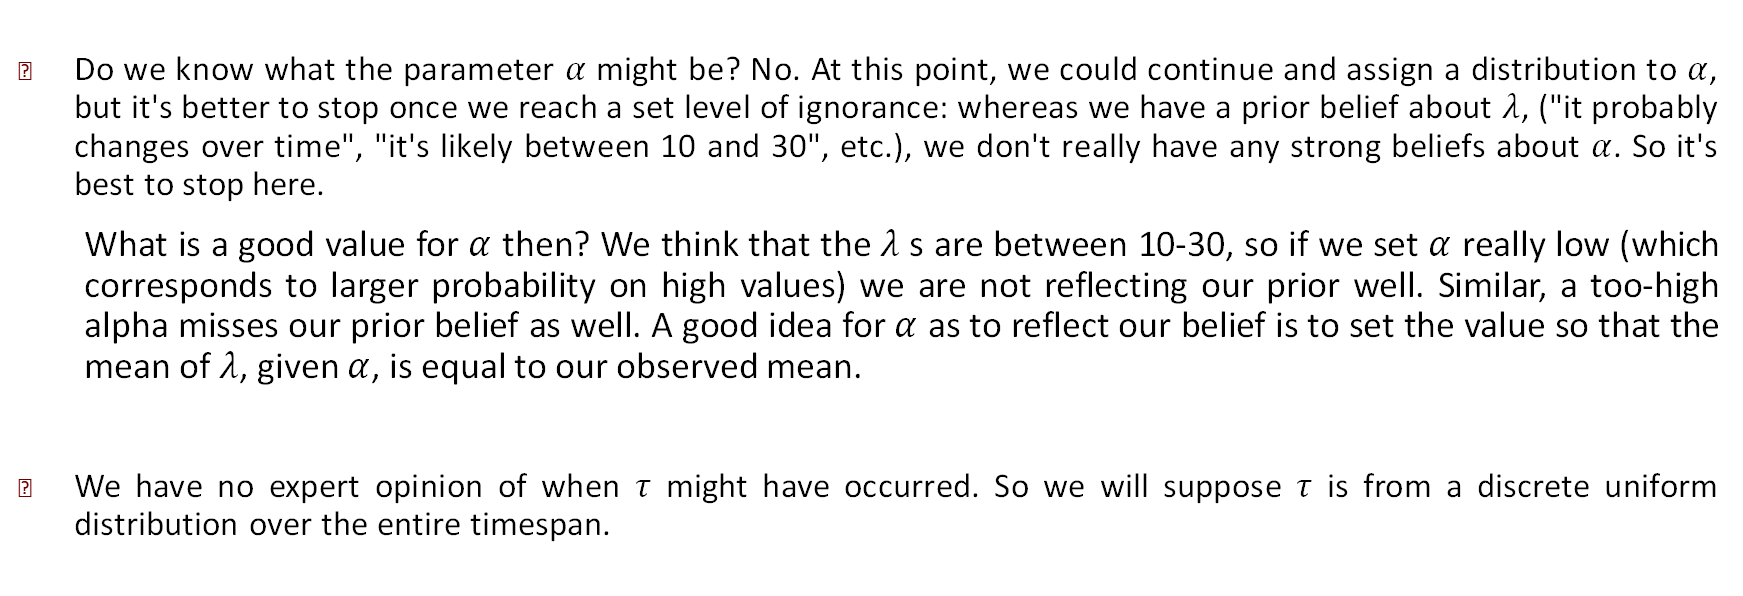 Do we know what the parameter α might be? No. At this point, we could continue and assign a distribution to α,
but it's better to stop once we reach a set level of ignorance: whereas we have a prior belief about λ, ("it probably
changes over time", "it's likely between 10 and 30", etc.), we don't really have any strong beliefs about α. So it's
best to stop here.
What is a good value for α then? We think that the λ s are between 10-30, so if we set α really low (which
corresponds to larger probability on high values) we are not reflecting our prior well. Similar, a too-high
alpha misses our prior belief as well. A good idea for α as to reflect our belief is to set the value so that the
mean of λ, given α, is equal to our observed mean.
We have no expert opinion of when τ might have occurred. So we will suppose τ is from a discrete uniform
distribution over the entire timespan.